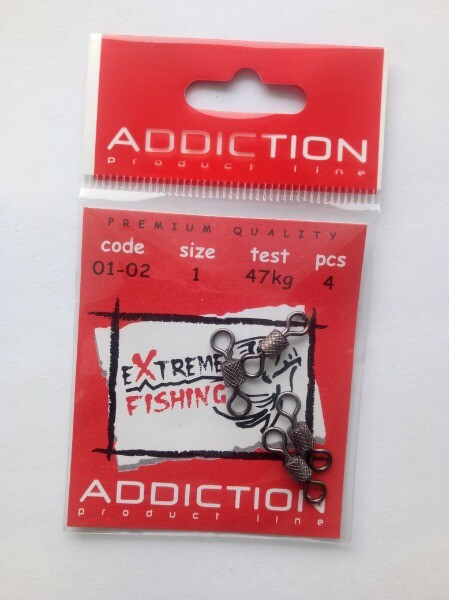 ADDICTION
product line
PREMIUM QUALITY
code size test pcs
01-02 1 47kg 4
EXTREME
FISHING
ADDICTION
product line